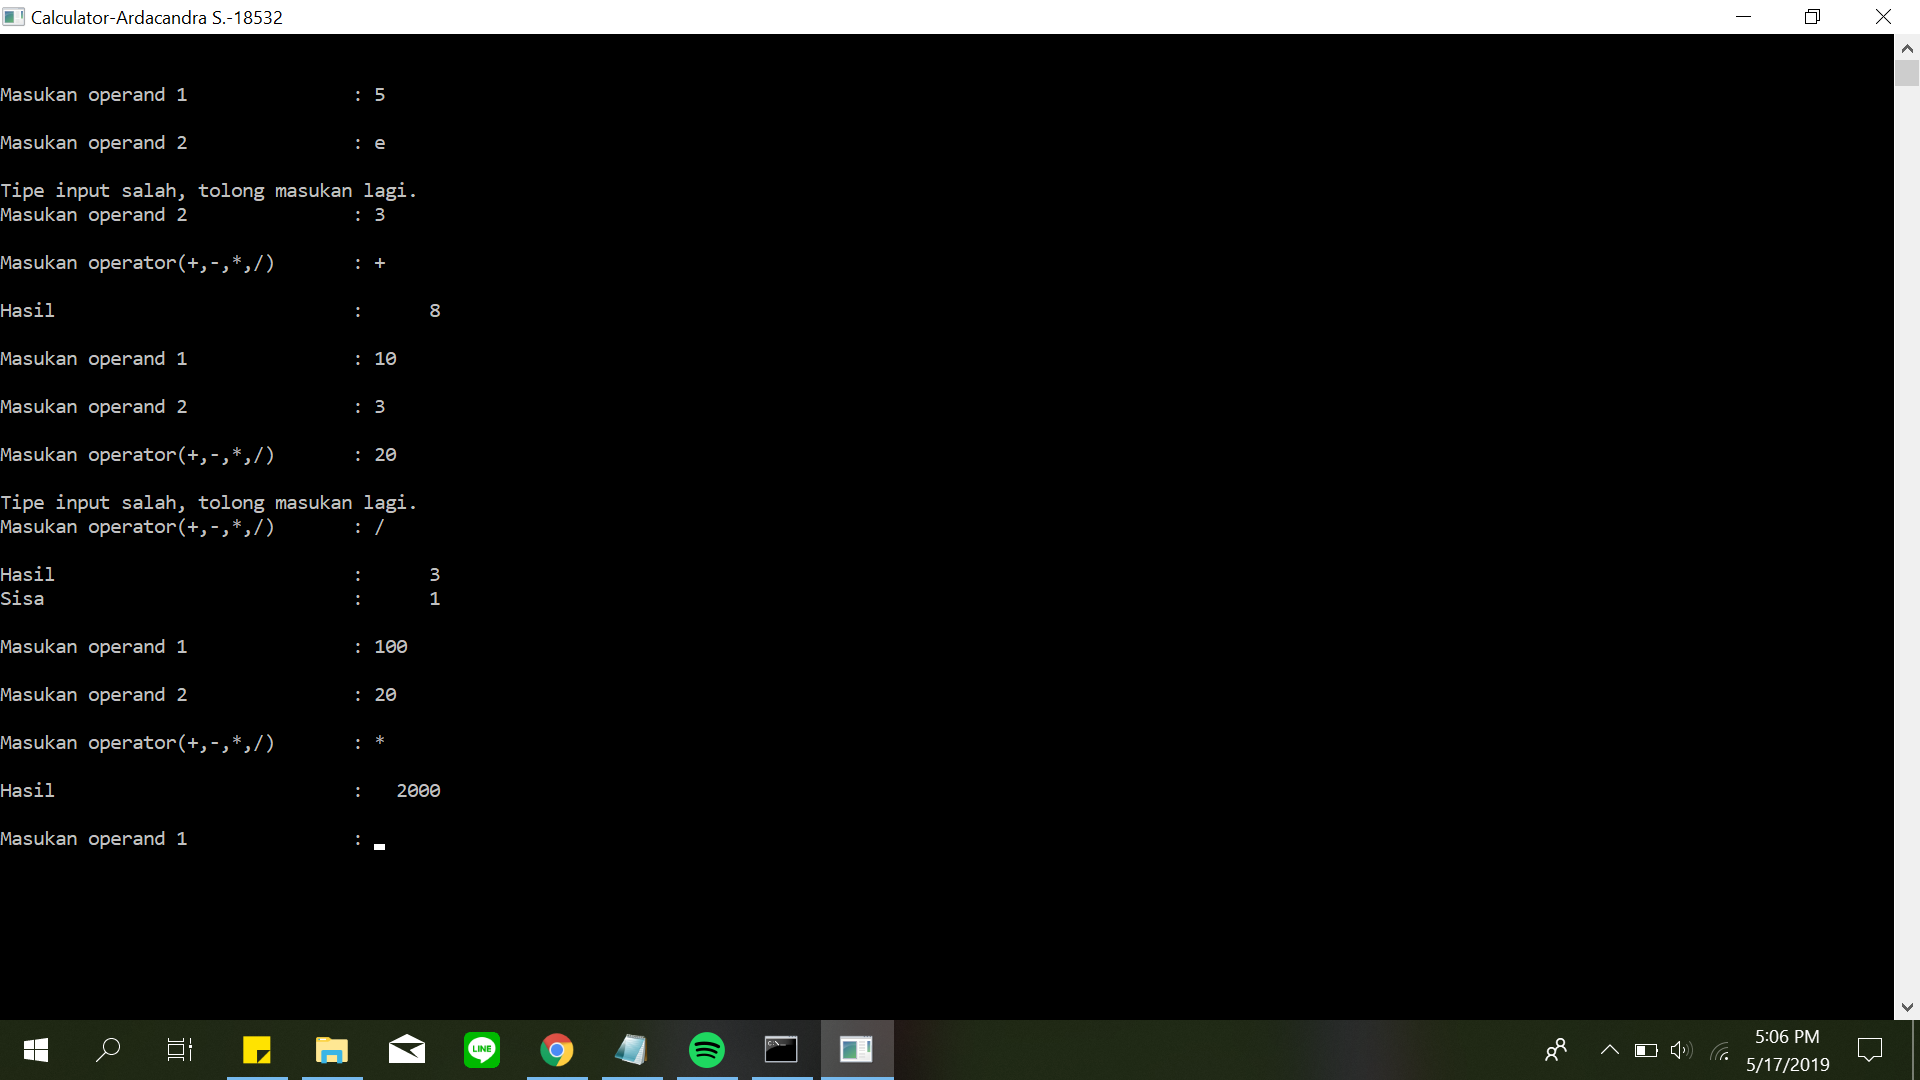 Calculator-Ardacandra S.-18532
Masukan operand 1 : 5
Masukan operand 2 : e
Tipe input salah, tolong masukan lagi.
Masukan operand 2 : 3
Masukan operator(+,-,*,/) : +
Hasil : 8
Masukan operand 1 : 10
Masukan operand 2 : 3
Masukan operator(+,-,*,/) : 20
Tipe input salah, tolong masukan lagi.
Masukan operator(+,-,*,/) : /
Hasil : 3
Sisa : 1
Masukan operand 1 : 100
Masukan operand 2 : 20
Masukan operator(+,-,*,/) : *
Hasil : 2000
Masukan operand 1 :
LINE
C:\_
5:06 PM
5/17/2019